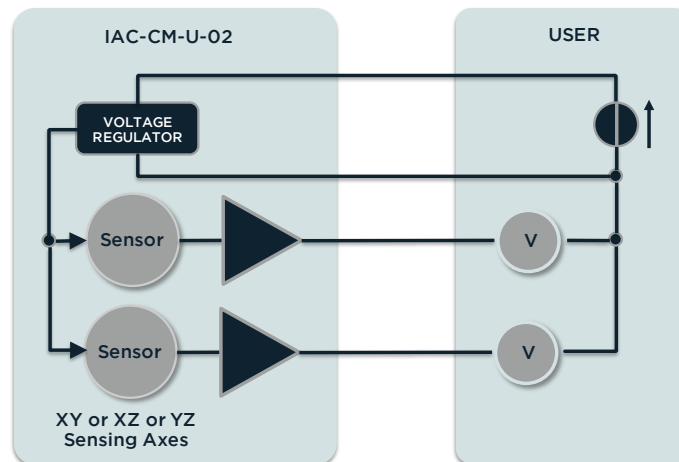 IAC-CM-U-02
USER
VOLTAGE
REGULATOR
Sensor
V
Sensor
V
XY or XZ or YZ
Sensing Axes